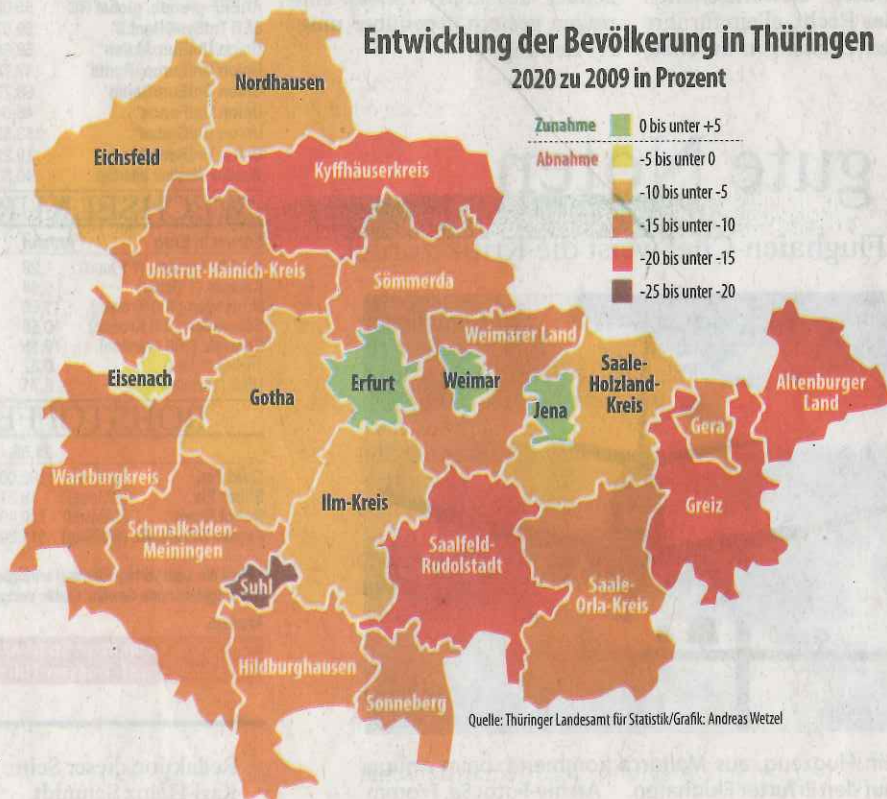 Entwicklung der Bevölkerung in Thüringen
2020 zu 2009 in Prozent
Zunahme 0 bis unter +5
Abnahme -5 bis unter 0
-10 bis unter -5
-15 bis unter -10
-20 bis unter -15
-25 bis unter -20
Nordhausen
Eichsfeld
Kyffhäuserkreis
Unstrut-Hainich-Kreis
Sömmerda
Weimarer Land
Eisenach
Gotha
Erfurt
Weimar
Jena
Saale-
Holzland-
Kreis
Altenburger
Land
Gera
Wartburgkreis
Ilm-Kreis
Greiz
Schmalkalden-
Meiningen
Saalfeld-
Rudolstadt
Suhl
Saale-
Orla-Kreis
Hildburghausen
Sonneberg
Quelle: Thüringer Landesamt für Statistik/Grafik: Andreas Wetzel